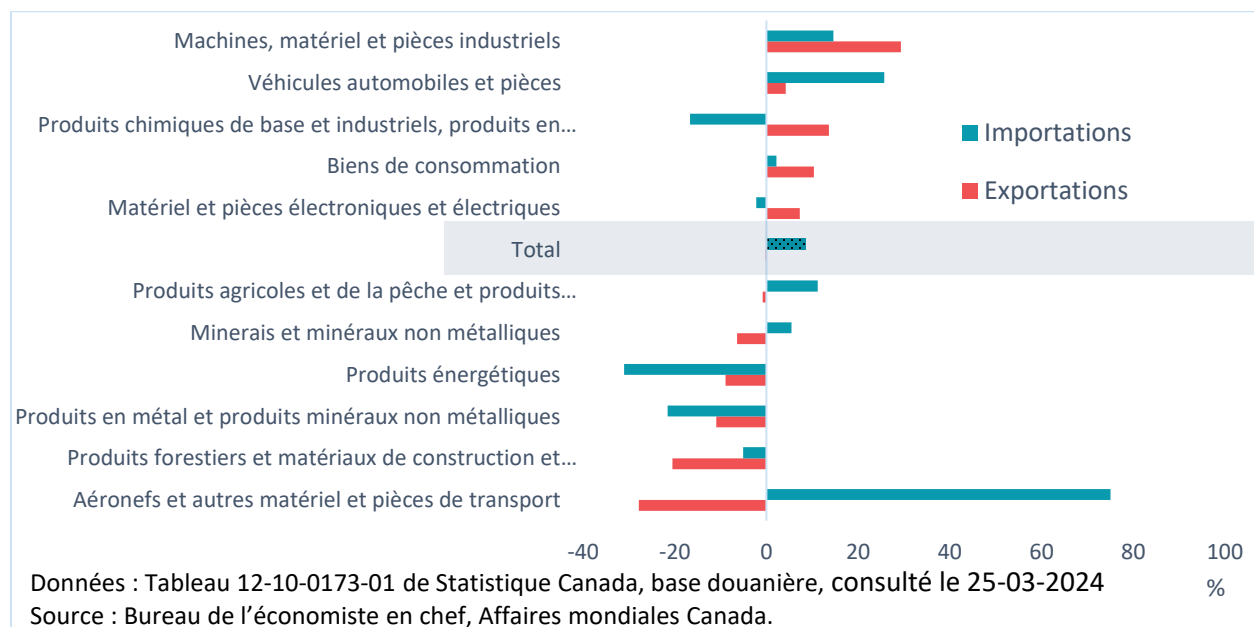 Machines, matériel et pièces industriels
Véhicules automobiles et pièces
Produits chimiques de base et industriels, produits en…
Importations
Biens de consommation
Exportations
Matériel et pièces électroniques et électriques
Total
Produits agricoles et de la pêche et produits…
Minerais et minéraux non métalliques
Produits énergétiques
Produits en métal et produits minéraux non métalliques
Produits forestiers et matériaux de construction et…
Aéronefs et autres matériel et pièces de transport
-40 -20 0 20 40 60 80 100
%
Données : Tableau 12-10-0173-01 de Statistique Canada, base douanière, consulté le 25-03-2024
Source : Bureau de l’économiste en chef, Affaires mondiales Canada.